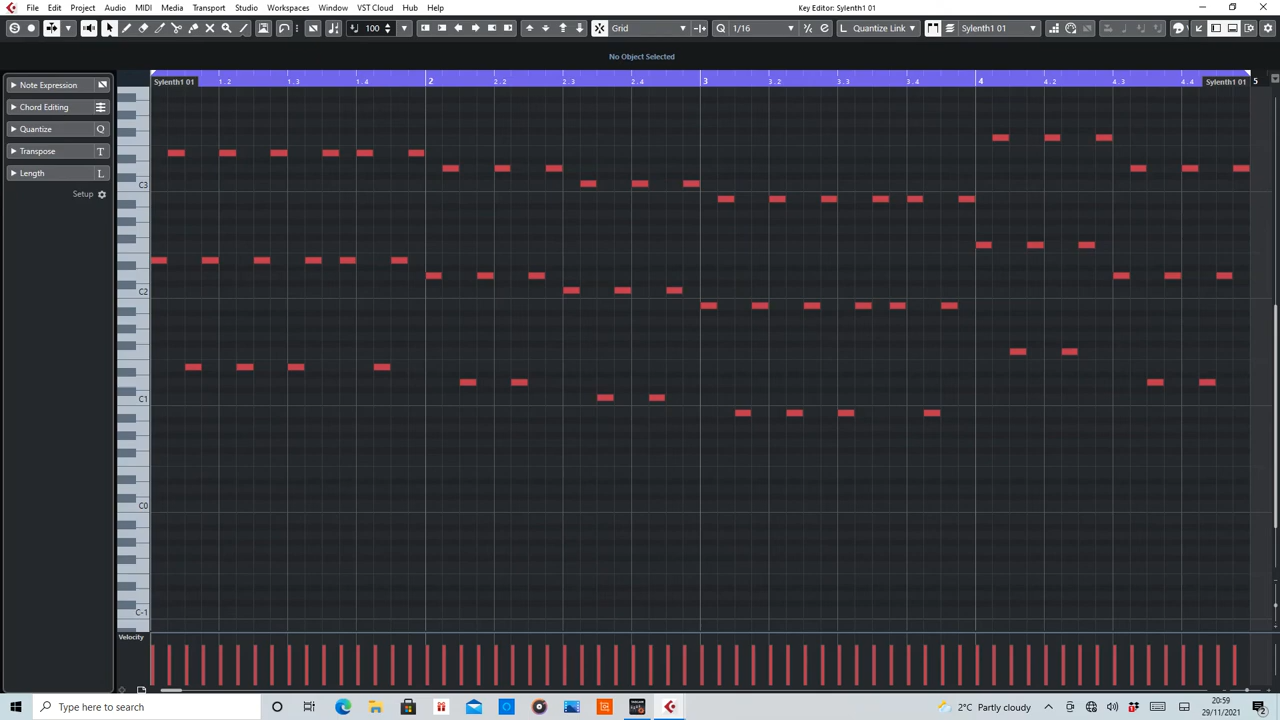 File Edit Project Audio MIDI Media Transport Studio Workspaces Window VST Cloud Hub Help
Key Editor: Sylenth1 01
S 100 Grid Q 1/16 L Quantize Link Sylenth1 01
No Object Selected
Note Expression
Chord Editing
Quantize Q
Transpose T
Length L
Setup
Sylenth1 01 1.2 1.3 1.4 2 2.2 2.3 2.4 3 3.2 3.3 3.4 4 4.2 4.3 4.4 Sylenth1 01 5
C3
C2
C1
C0
C-1
Velocity
Type here to search
2°C Partly cloudy
20:59
29/11/2021
2